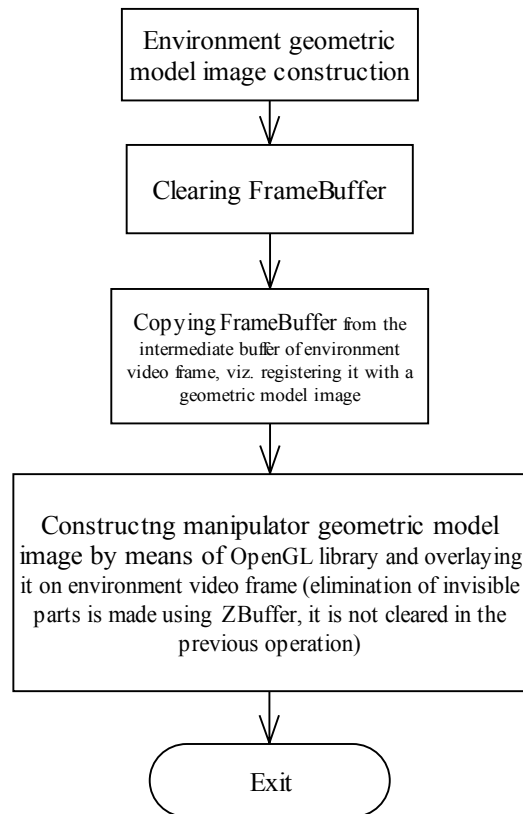 Environment geometric
model image construction
Clearing FrameBuffer
Copying FrameBuffer from the
intermediate buffer of environment
video frame, viz. registering it with a
geometric model image
Constructng manipulator geometric model
image by means of OpenGL library and overlaying
it on environment video frame (elimination of invisible
parts is made using ZBuffer, it is not cleared in the
previous operation)
Exit